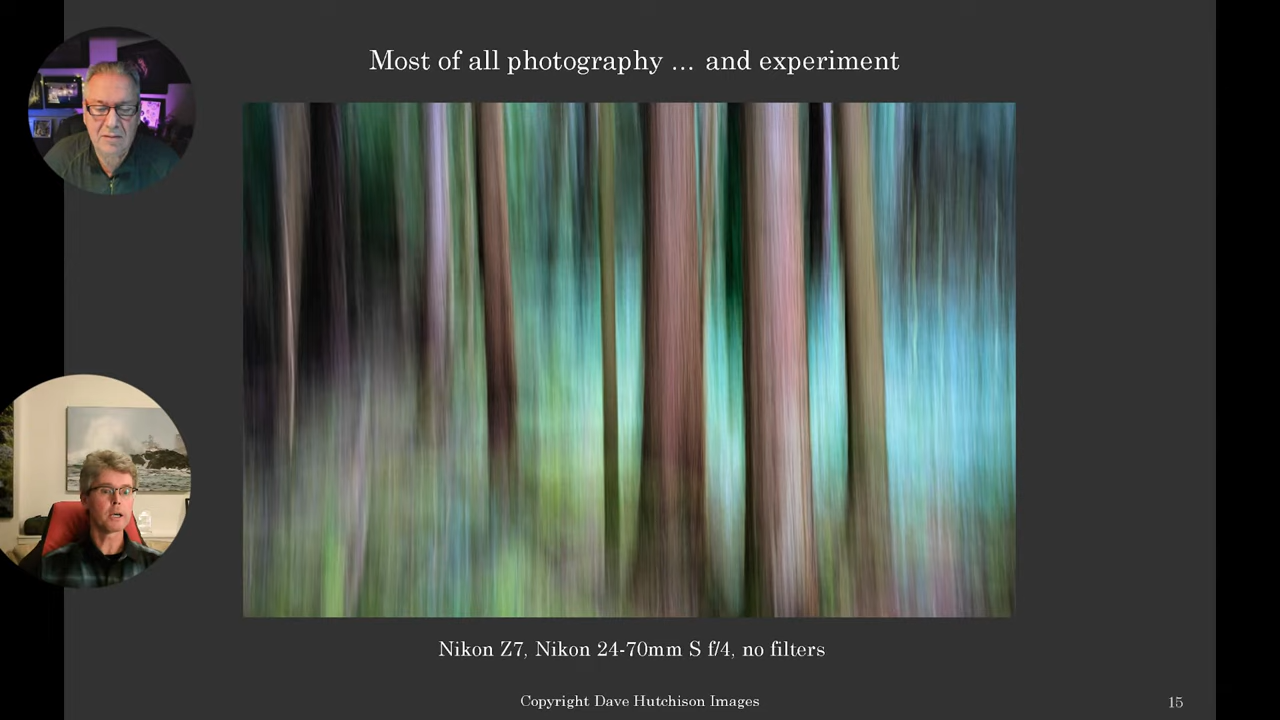 Most of all photography … and experiment
Nikon Z7, Nikon 24-70mm S f/4, no filters
Copyright Dave Hutchison Images
15